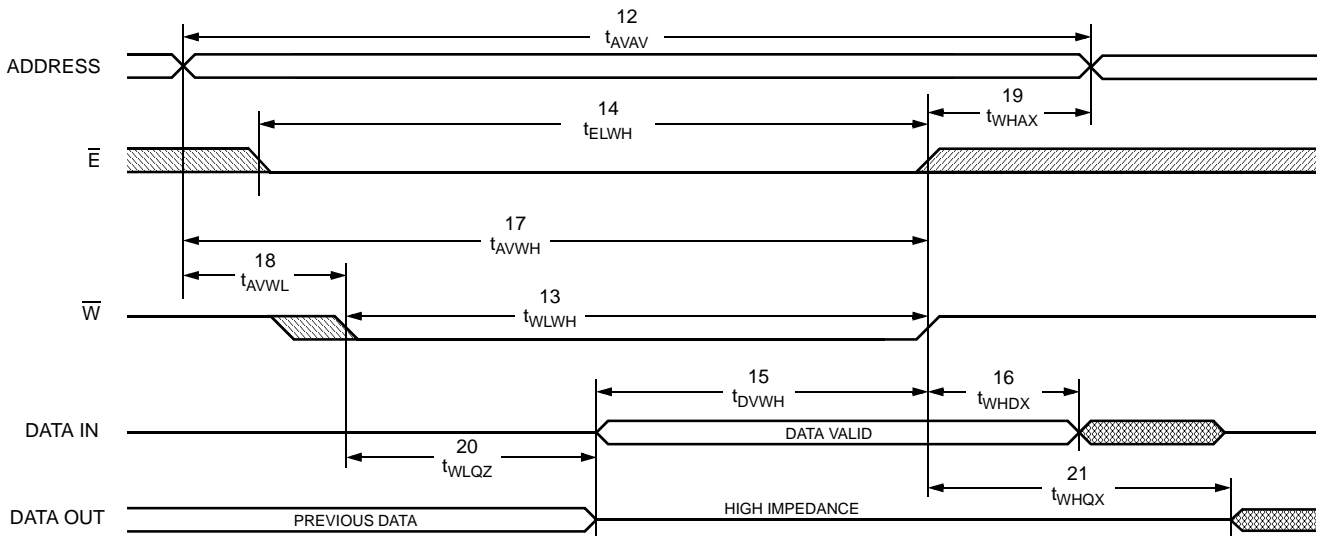 12
tAVAV
ADDRESS
14
tELWH
19
tWHAX
E
17
tAVWH
18
tAVWL
W
13
tWLWH
15
tDVWH
16
tWHDX
DATA IN
DATA VALID
20
tWLQZ
21
tWHQX
DATA OUT
PREVIOUS DATA
HIGH IMPEDANCE